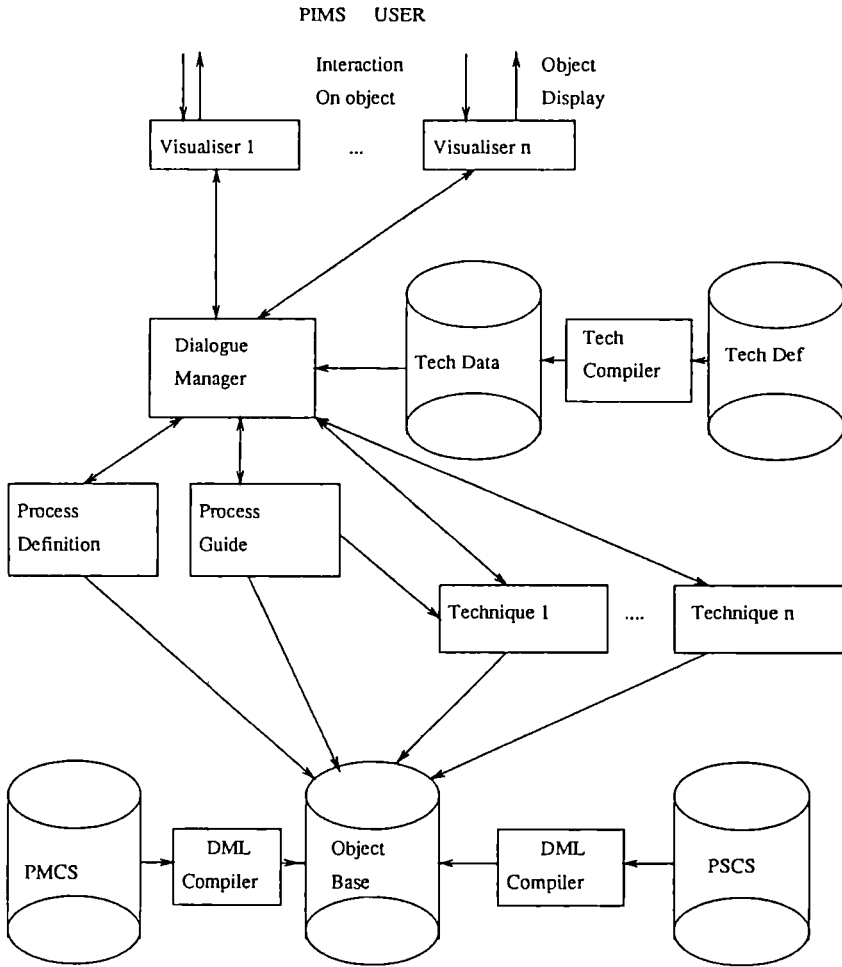 PIMS USER
Interaction
On object
Object
Display
Visualiser 1
...
Visualiser n
Dialogue
Manager
Tech Data
Tech
Compiler
Tech Def
Process
Definition
Process
Guide
Technique 1
....
Technique n
PMCS
DML
Compiler
Object
Base
DML
Compiler
PSCS